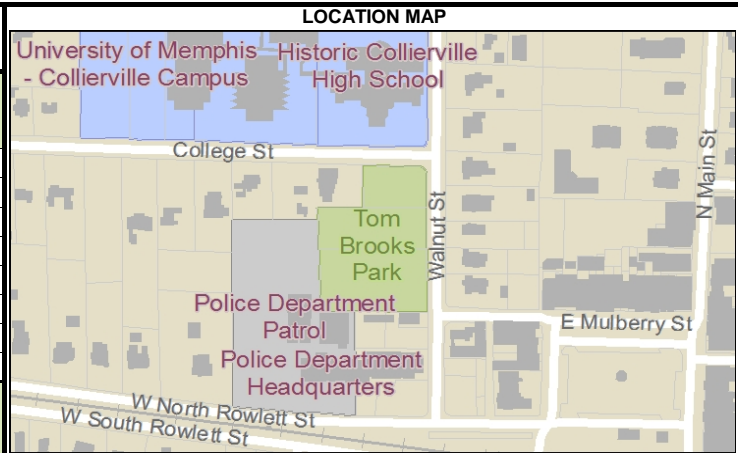 LOCATION MAP
University of Memphis
- Collierville Campus
Historic Collierville
High School
College St
Tom
Brooks
Park
Walnut St
N Main St
Police Department
Patrol
Police Department
Headquarters
E Mulberry St
W North Rowlett St
W South Rowlett St